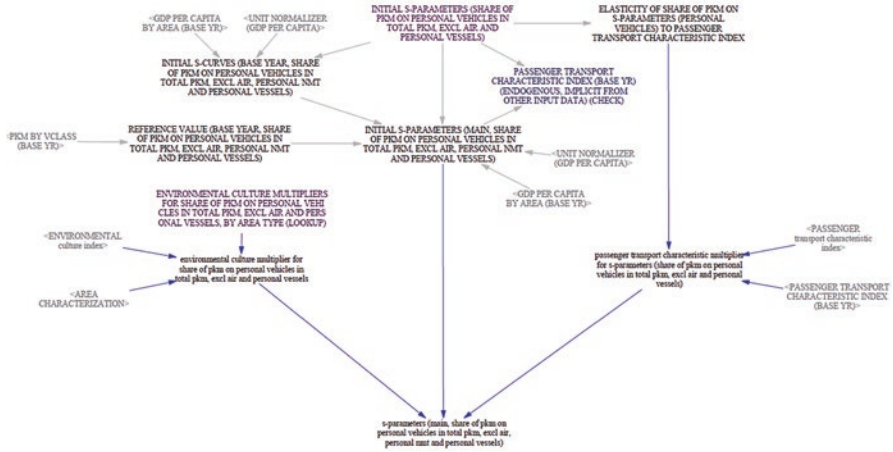 <GDP PER CAPITA
BY AREA (BASE YR)>
<UNIT NORMALIZER
(GDP PER CAPITA)>
INITIAL S-PARAMETERS (SHARE OF
PKM ON PERSONAL VEHICLES IN
TOTAL PKM, EXCL AIR AND
PERSONAL VESSELS)
ELASTICITY OF SHARE OF PKM ON
S-PARAMETERS (PERSONAL
VEHICLES) TO PASSENGER
TRANSPORT CHARACTERISTIC INDEX
INITIAL S-CURVES (BASE YEAR,
SHARE OF PKM ON PERSONAL VEHICLES IN
TOTAL PKM, EXCL AIR, PERSONAL NMT
AND PERSONAL VESSELS)
PASSENGER TRANSPORT
CHARACTERISTIC INDEX (BASE YR)
(ENDOGENOUS, IMPLICIT FROM
OTHER INPUT DATA) (CHECK)
<PKM BY VCLASS
(BASE YR)>
REFERENCE VALUE (BASE YEAR, SHARE
OF PKM ON PERSONAL VEHICLES IN
TOTAL PKM, EXCL AIR, PERSONAL NMT
AND PERSONAL VESSELS)
INITIAL S-PARAMETERS (MAIN, SHARE
OF PKM ON PERSONAL VEHICLES IN
TOTAL PKM, EXCL AIR, PERSONAL NMT
AND PERSONAL VESSELS)
<UNIT NORMALIZER
(GDP PER CAPITA)>
<GDP PER CAPITA
BY AREA (BASE YR)>
ENVIRONMENTAL CULTURE MULTIPLIERS
FOR SHARE OF PKM ON PERSONAL VEHI
CLES IN TOTAL PKM, EXCL AIR AND PERS
ONAL VESSELS, BY AREA TYPE (LOOKUP)
<ENVIRONMENTAL
culture index>
environmental culture multiplier for
share of pkm on personal vehicles in
total pkm, excl air and personal vessels
<AREA
CHARACTERIZATION>
<PASSENGER
transport characteristic
index>
passenger transport characteristic multiplier
for s-parameters (share of pkm on personal
vehicles in total pkm, excl air and personal
vessels)
<PASSENGER TRANSPORT
CHARACTERISTIC INDEX
(BASE YR)>
s-parameters (main, share of pkm on
personal vehicles in total pkm, excl air,
personal nmt and personal vessels)